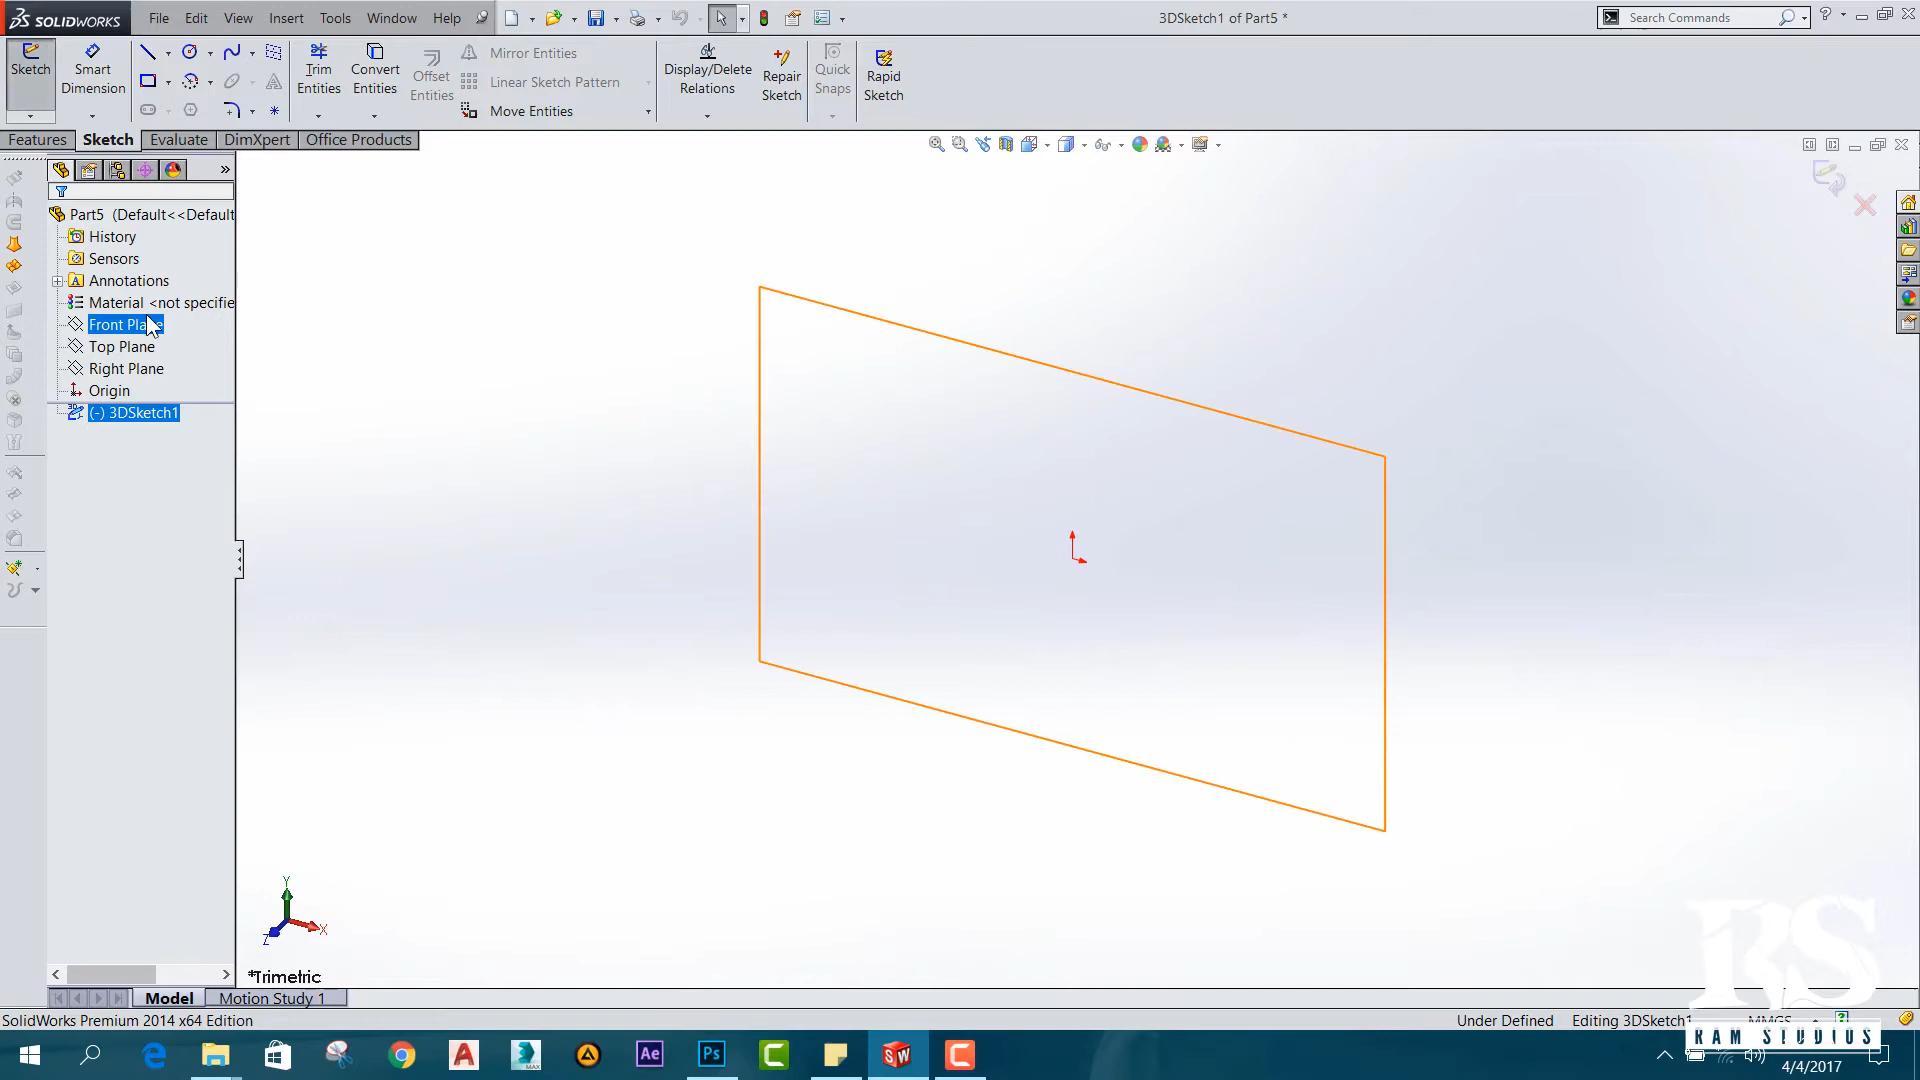 SOLIDWORKS File Edit View Insert Tools Window Help 3DSketch1 of Part5 * Search Commands
Sketch Smart Dimension Trim Entities Convert Entities Offset Entities Mirror Entities Linear Sketch Pattern Move Entities Display/Delete Relations Repair Sketch Quick Snaps Rapid Sketch
Features Sketch Evaluate DimXpert Office Products
Part5 (Default<<Default
History
Sensors
Annotations
Material <not specifie
Front Plane
Top Plane
Right Plane
Origin
(-) 3DSketch1
Y
X
Z
*Trimetric
Model Motion Study 1
SolidWorks Premium 2014 x64 Edition Under Defined Editing 3DSketch1 MMGS
RS
RAM STUDIOS
4/4/2017